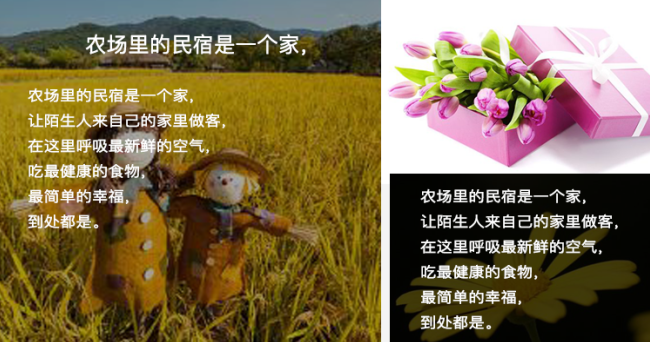 农场里的民宿是一个家，
农场里的民宿是一个家，
让陌生人来自己的家里做客，
在这里呼吸最新鲜的空气，
吃最健康的食物，
最简单的幸福，
到处都是。
农场里的民宿是一个家，
让陌生人来自己的家里做客，
在这里呼吸最新鲜的空气，
吃最健康的食物，
最简单的幸福，
到处都是。